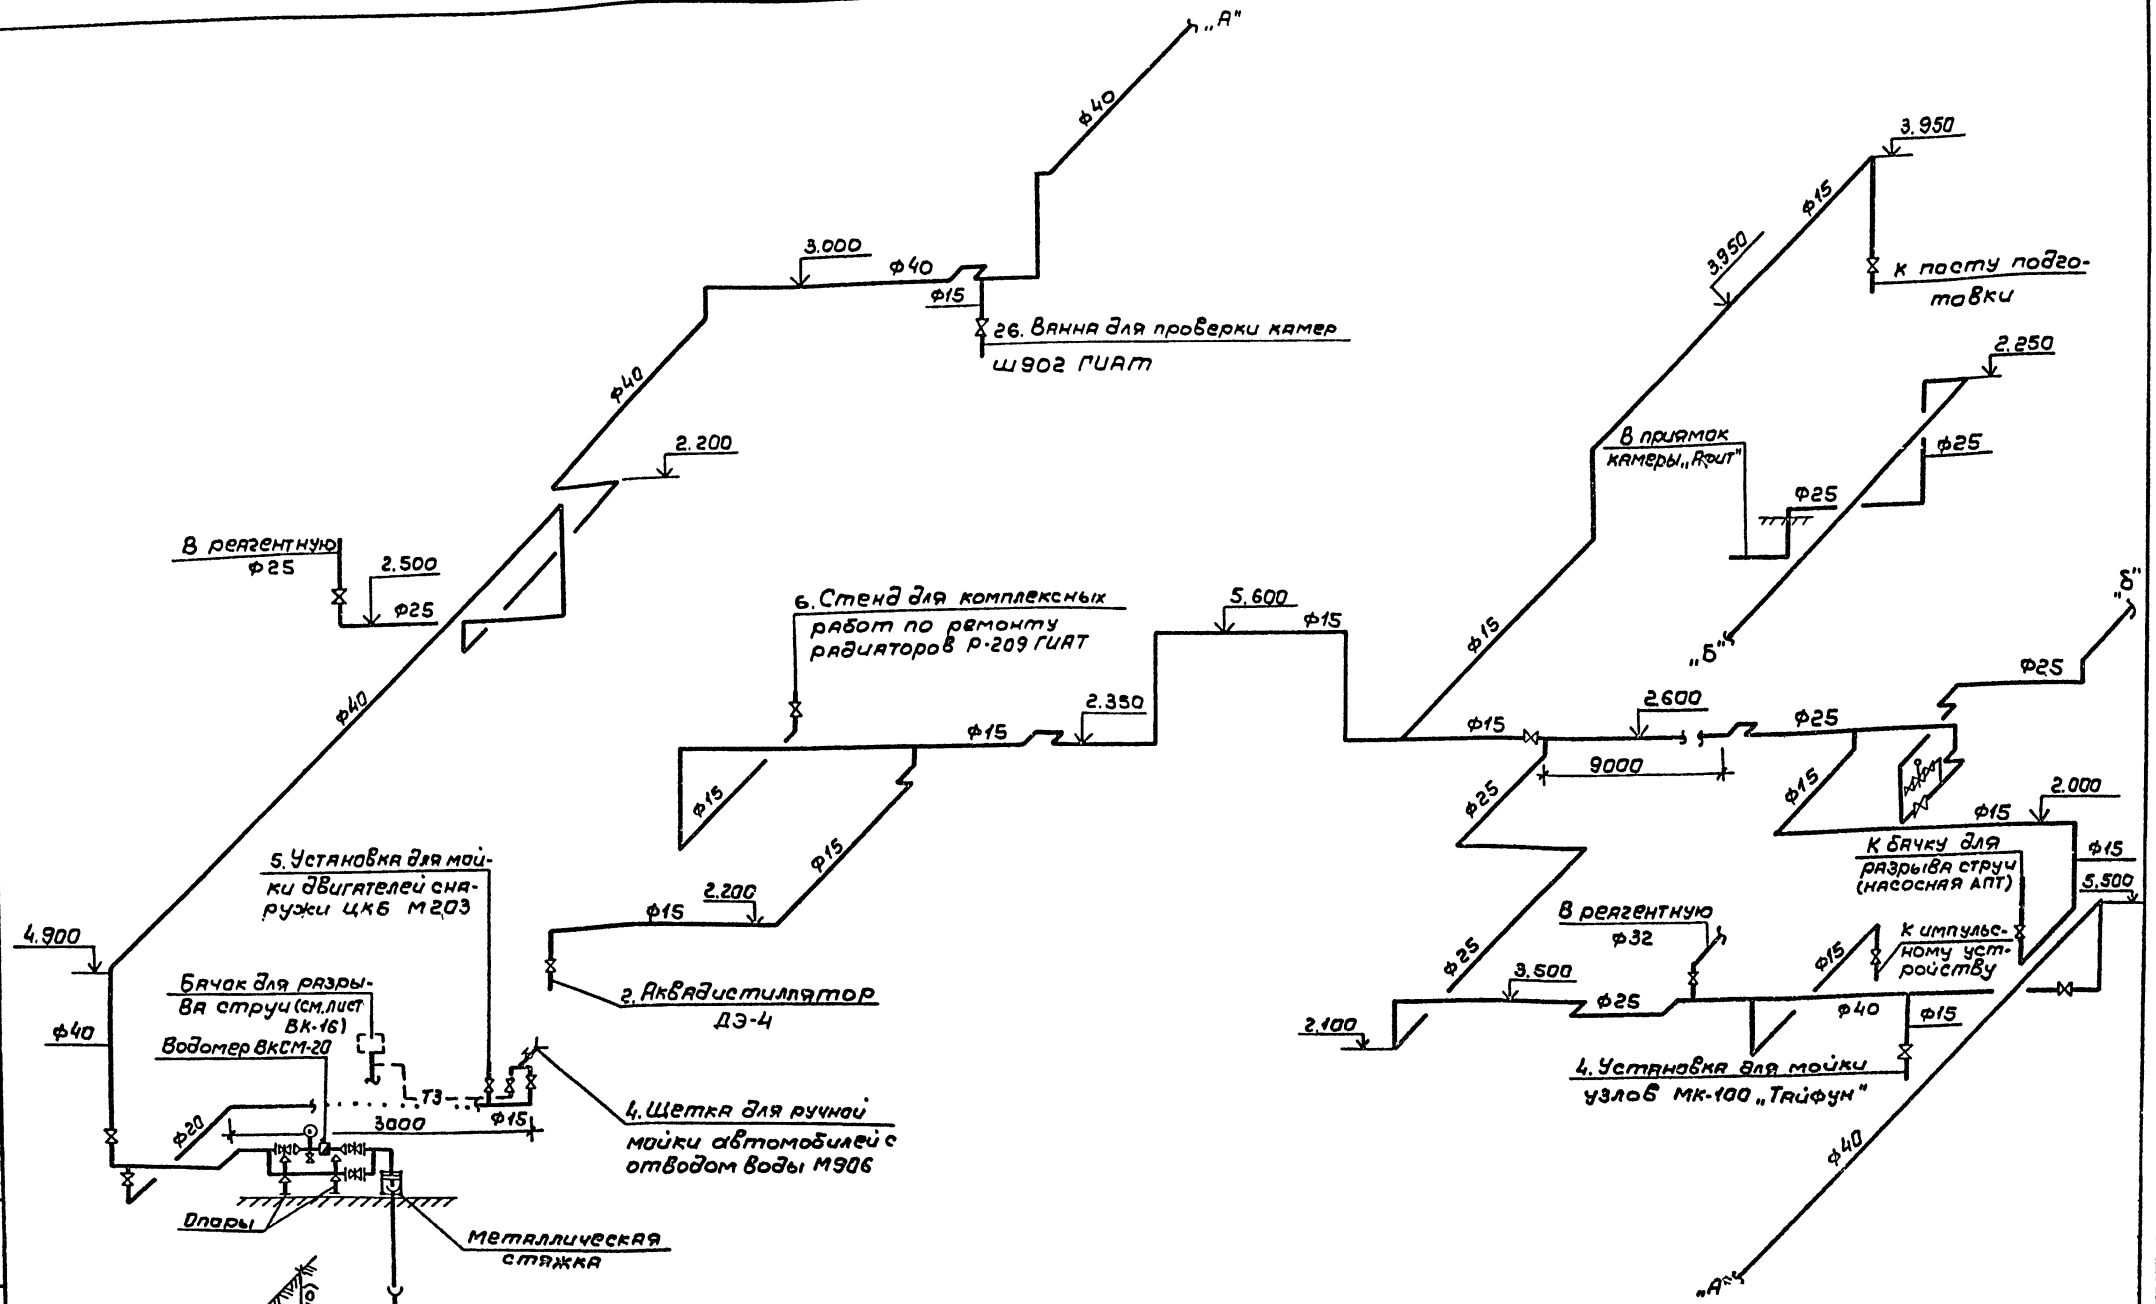 „А"
ф40
3.950
ф15
3.950
К посту подго-
товки
3.000
ф40
ф15
26. Ванна для проверки камер
Ш902 ГИАТ
ф40
2.250
В приямок
камеры „Афит"
ф25
ф25
2.200
В реагентную
ф25
2.500
ф25
„Б"
„Б"
6. Стенд для комплексных
работ по ремонту
радиаторов Р-209 ГИАТ
5.600
ф15
ф15
ф25
ф40
2.350
ф15
ф15
2.600
ф25
9000
ф15
ф25
ф15
2.000
ф15
ф15
К бачку для
разрыва струи
(насосная АПТ)
5.500
5. Установка для мой-
ки двигателей сна-
ружи ЦКБ М203
ф15
2.200
ф15
В реагентную
ф32
К импульс-
ному уст-
ройству
ф15
4.900
ф25
3.500
ф25
Бачок для разры-
ва струи (см. лист
ВК-16)
2. Аквадистиллятор
ДЭ-4
ф40
Водомер ВКСМ-20
2.100
ф40
ф15
4. Установка для мойки
узлов МК-100 „Тайфун"
Т3
ф20
3000
ф15
4. Щетка для ручной
мойки автомобилей с
отводом воды М906
ф40
Опоры
металлическая
стяжка
„А"